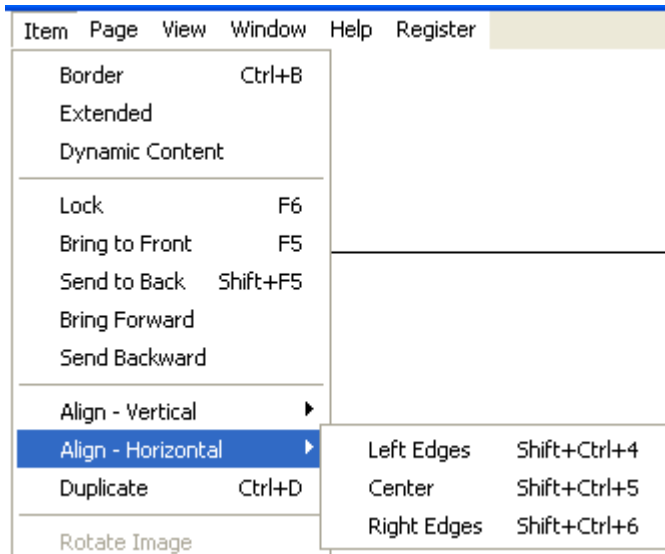 Item Page View Window Help Register
Border Ctrl+B
Extended
Dynamic Content
Lock F6
Bring to Front F5
Send to Back Shift+F5
Bring Forward
Send Backward
Align - Vertical
Align - Horizontal
Left Edges Shift+Ctrl+4
Duplicate Ctrl+D
Center Shift+Ctrl+5
Right Edges Shift+Ctrl+6
Rotate Image